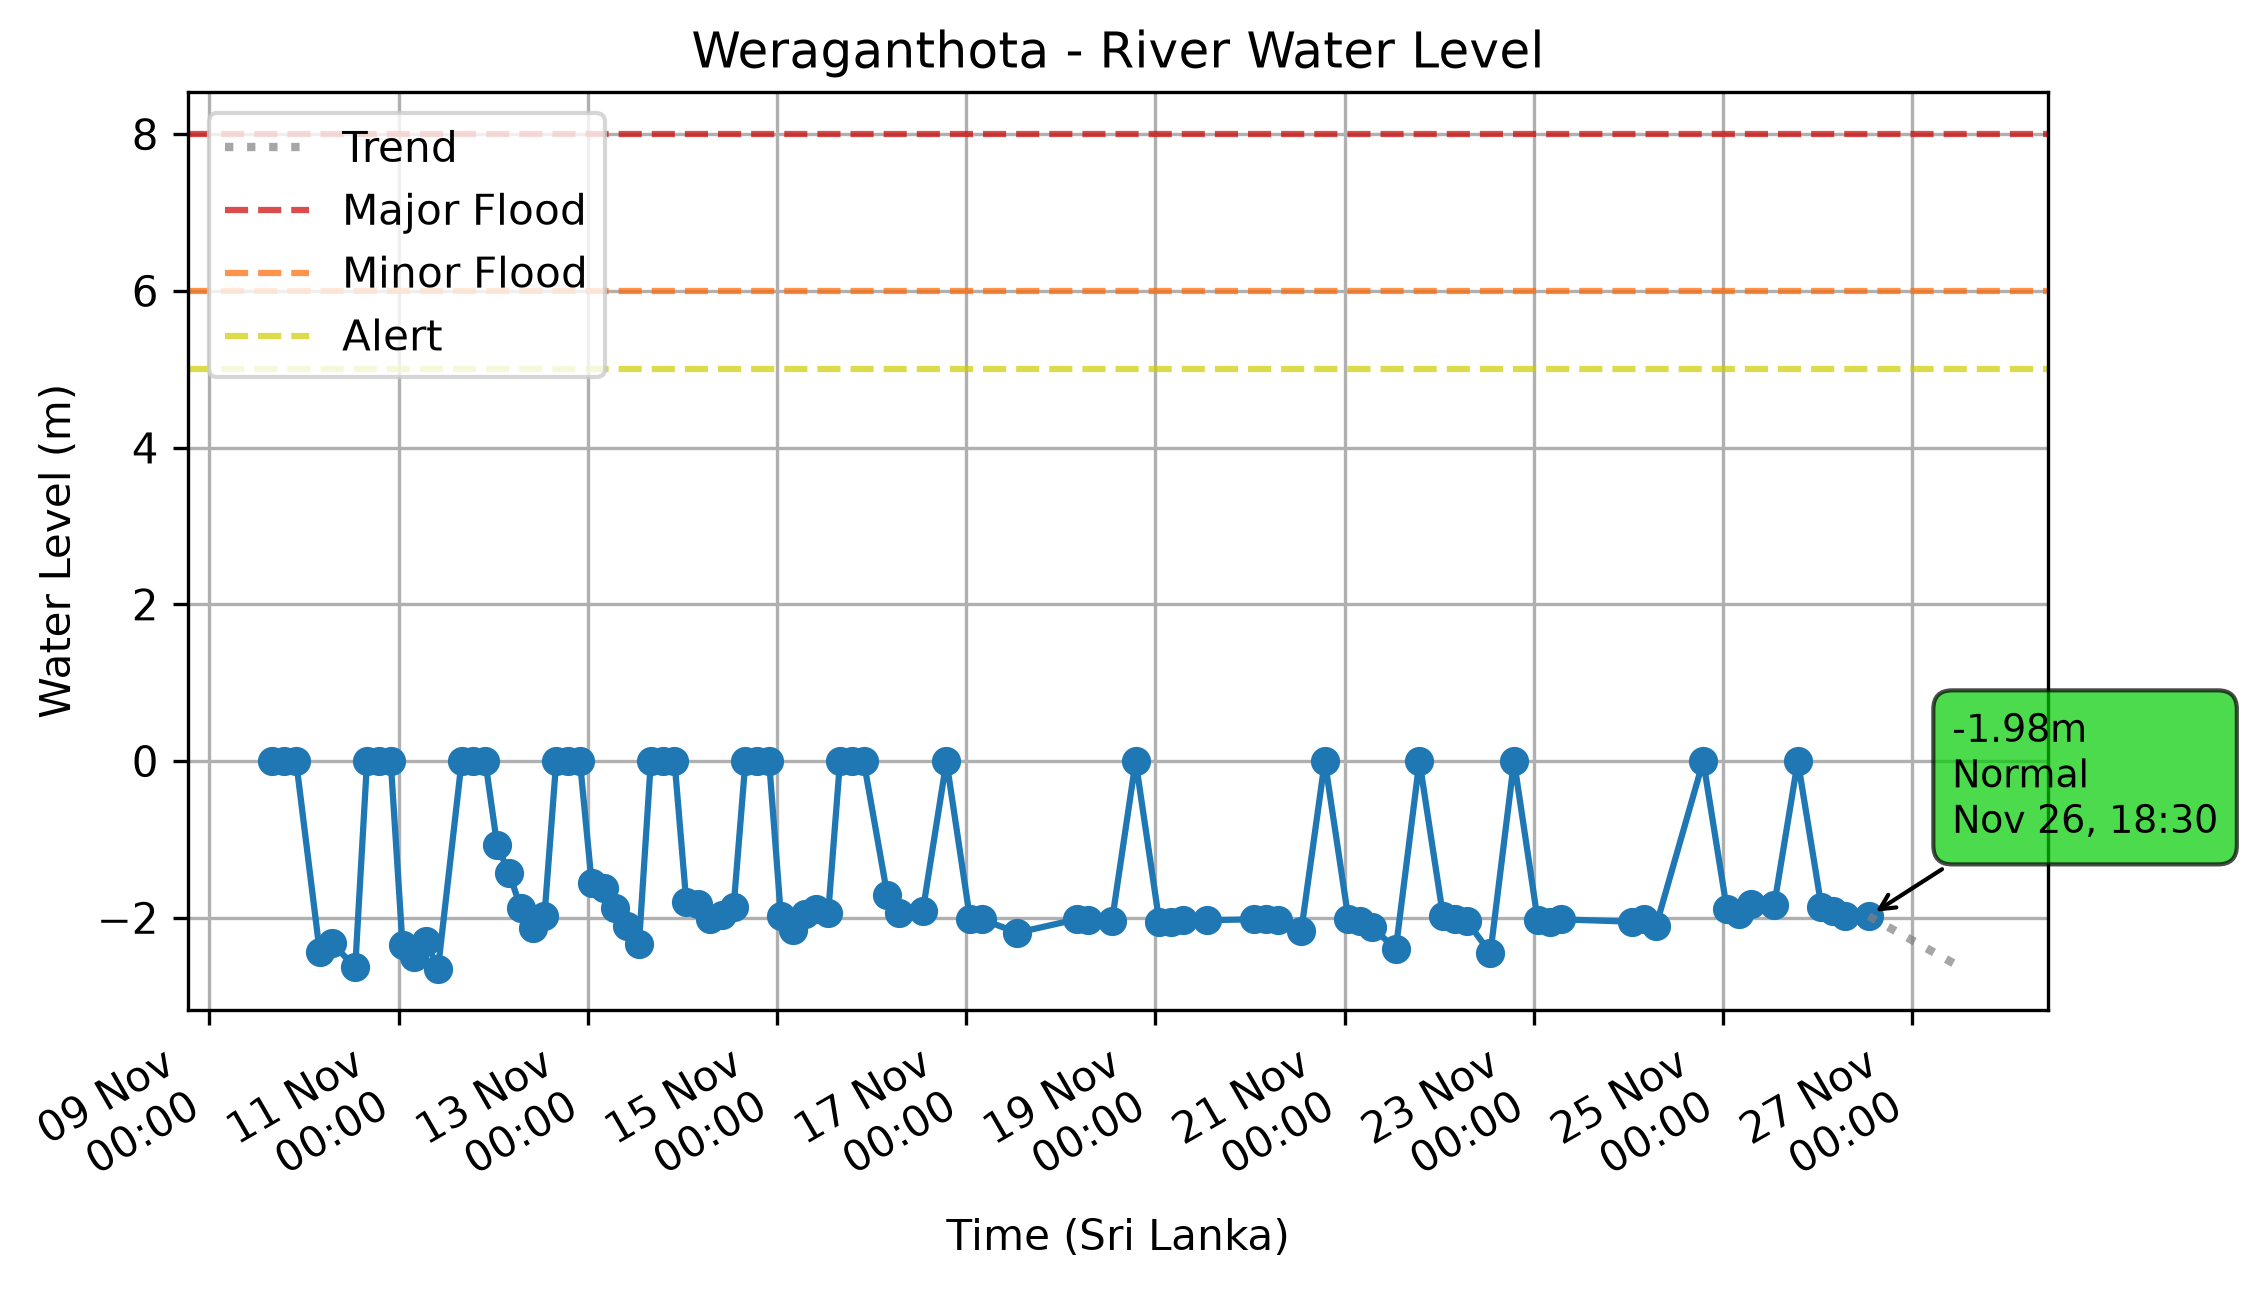 Weraganthota - River Water Level
Trend
Major Flood
Minor Flood
Alert
8
6
4
2
0
−2
Water Level (m)
-1.98m
Normal
Nov 26, 18:30
09 Nov
00:00
11 Nov
00:00
13 Nov
00:00
15 Nov
00:00
17 Nov
00:00
19 Nov
00:00
21 Nov
00:00
23 Nov
00:00
25 Nov
00:00
27 Nov
00:00
Time (Sri Lanka)